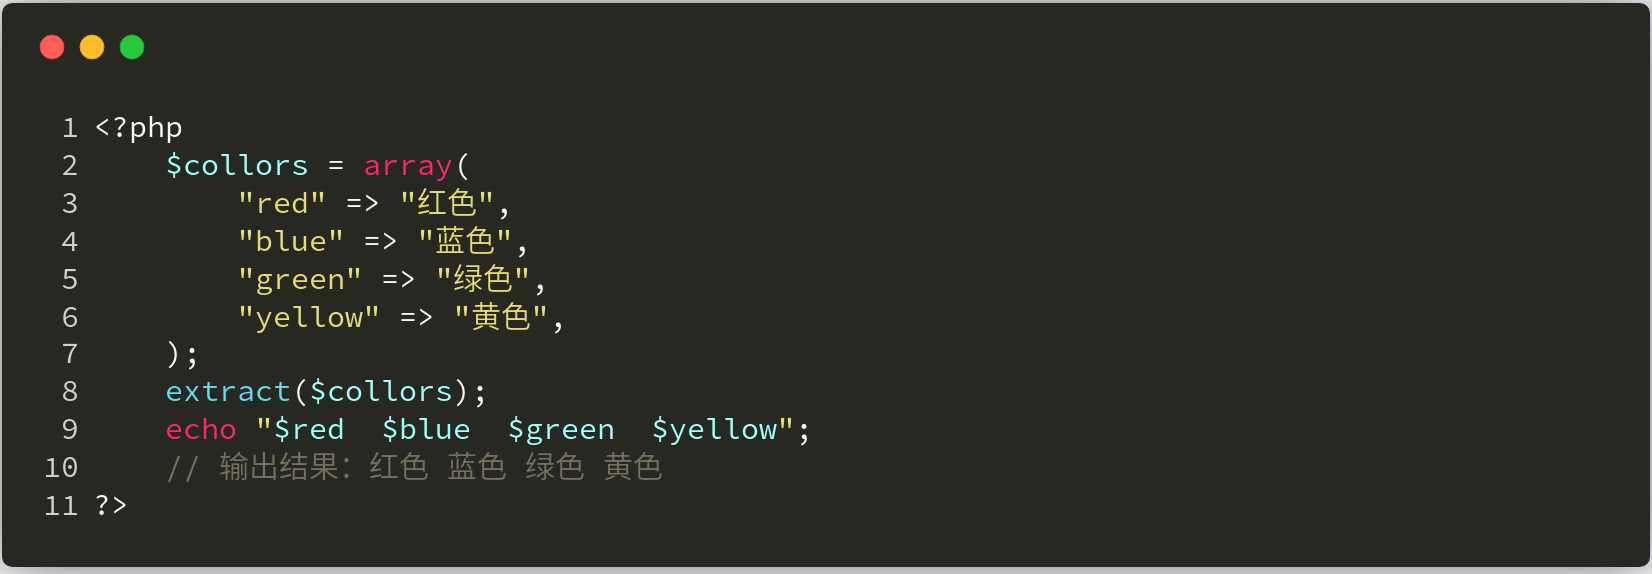 1 <?php
2     $collors = array(
3         "red" => "红色",
4         "blue" => "蓝色",
5         "green" => "绿色",
6         "yellow" => "黄色",
7     );
8     extract($collors);
9     echo "$red  $blue  $green  $yellow";
10     // 输出结果：红色 蓝色 绿色 黄色
11 ?>